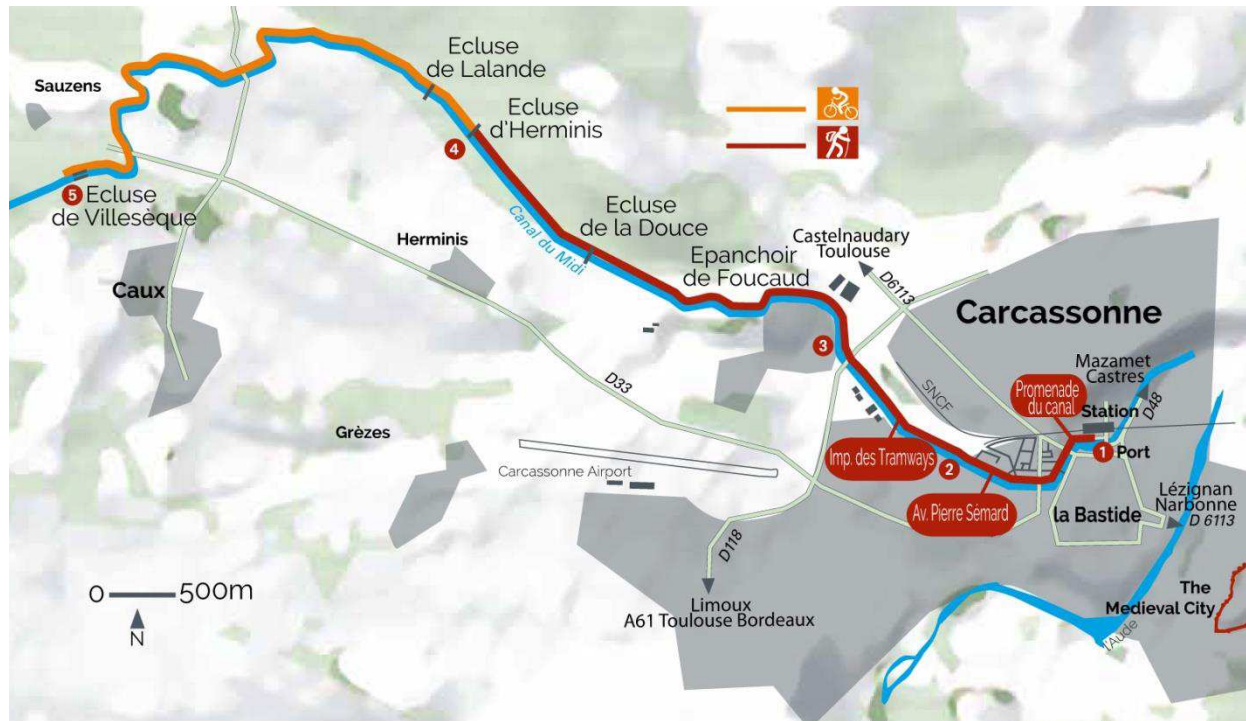 Ecluse
de Lalande
Sauzens
Ecluse
d'Herminis
4
5
Ecluse
de Villesèque
Canal du Midi
Ecluse
de la Douce
Herminis
Caux
Epanchoir
de Foucaud
Castelnaudary
Toulouse
D6113
Carcassonne
3
Mazamet
Castres
D48
Promenade
du canal
Station
SNCF
D33
Grèzes
Imp. des Tramways
2
1
Port
Carcassonne Airport
Av. Pierre Sémard
la Bastide
Lézignan
Narbonne
D 6113
D118
0 500m
N
Limoux
A61 Toulouse Bordeaux
The
Medieval City
l'Aude